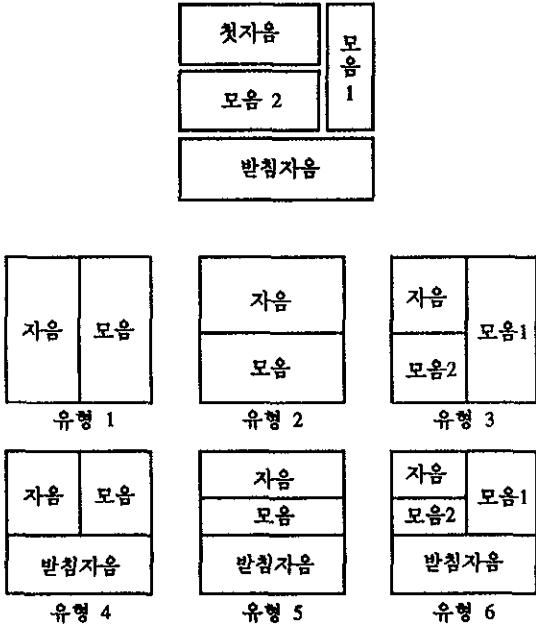 첫자음
모음 1
모음 2
받침자음
자음 모음
자음
모음
자음
모음1
모음2
유형 1 유형 2 유형 3
자음 모음
받침자음
자음
모음
받침자음
자음
모음1
모음2
받침자음
유형 4 유형 5 유형 6